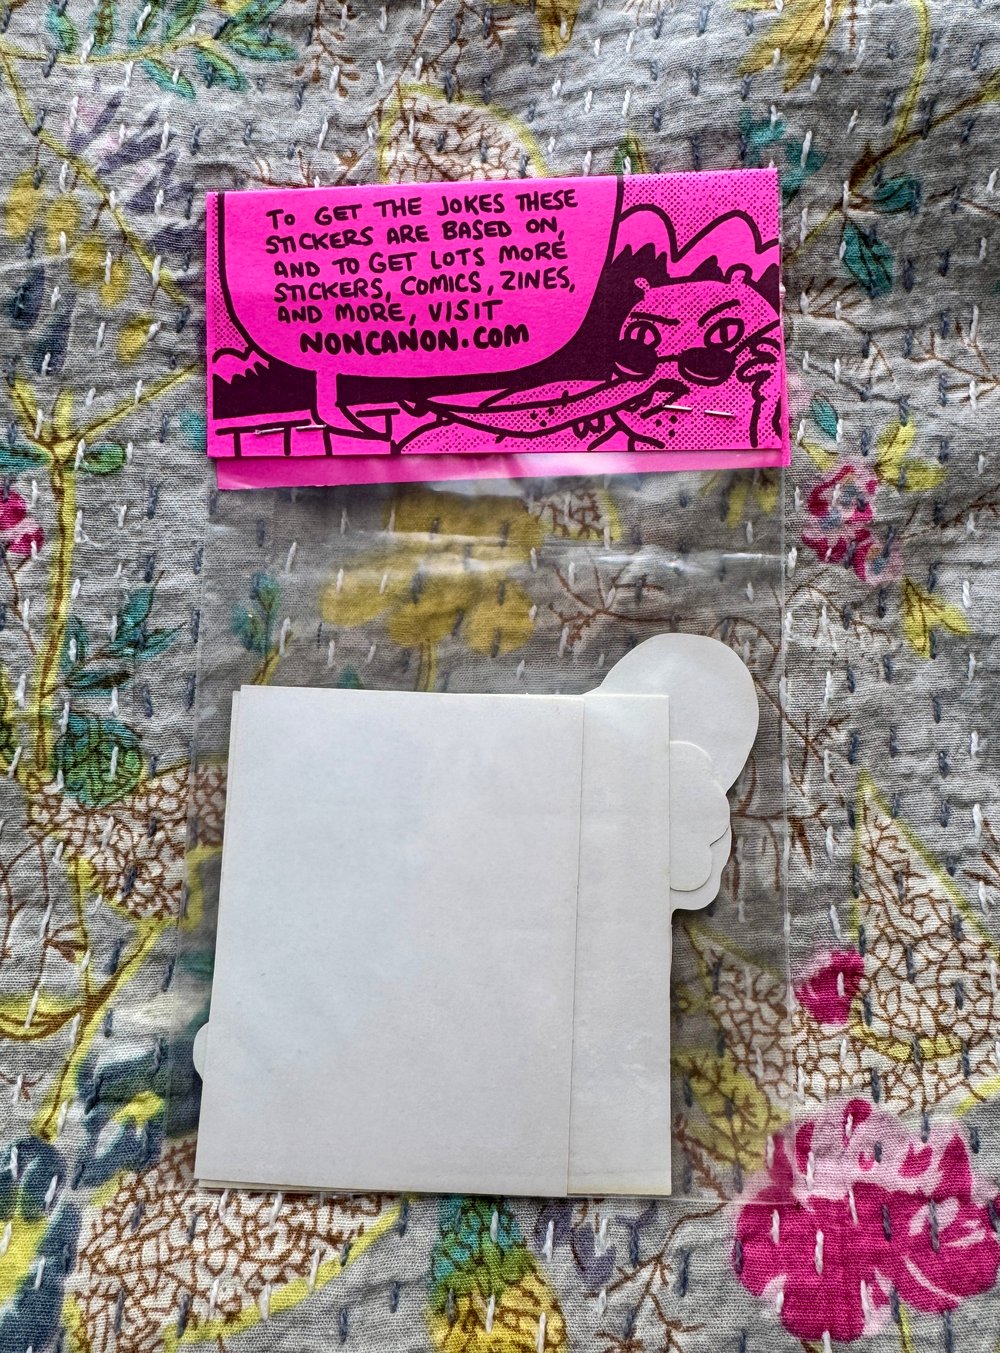 TO GET THE JOKES THESE
STICKERS ARE BASED ON,
AND TO GET LOTS MORE
STICKERS, COMICS, ZINES,
AND MORE, VISIT
NONCANON.COM